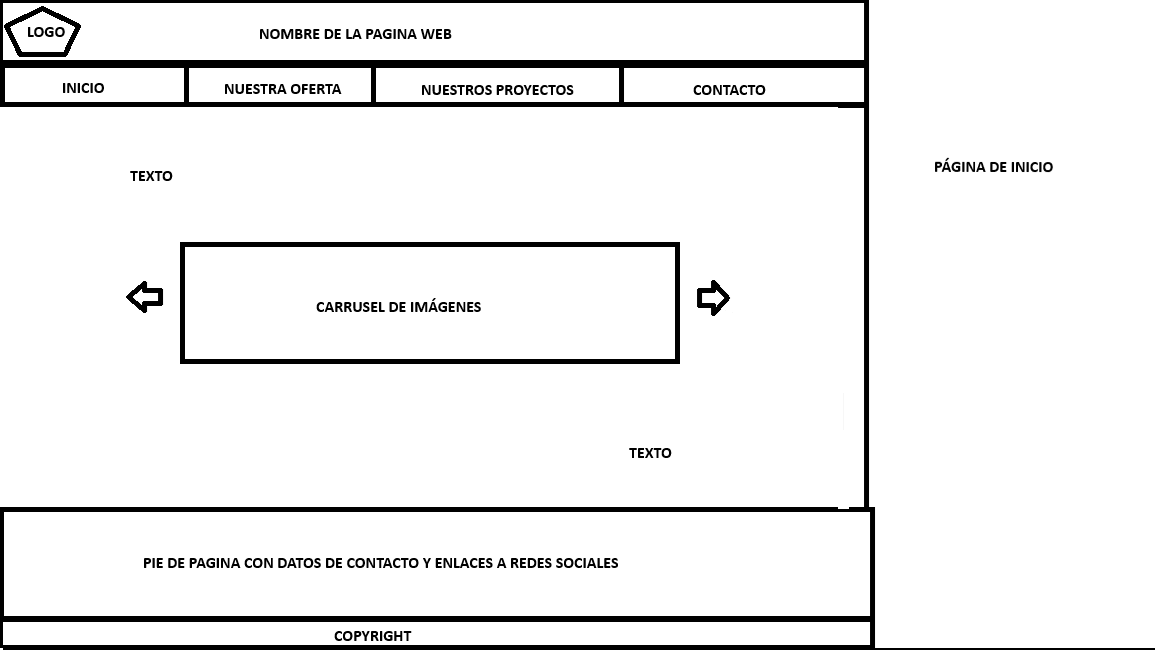 LOGO
NOMBRE DE LA PAGINA WEB
INICIO
NUESTRA OFERTA
NUESTROS PROYECTOS
CONTACTO
TEXTO
PÁGINA DE INICIO
CARRUSEL DE IMÁGENES
TEXTO
PIE DE PAGINA CON DATOS DE CONTACTO Y ENLACES A REDES SOCIALES
COPYRIGHT